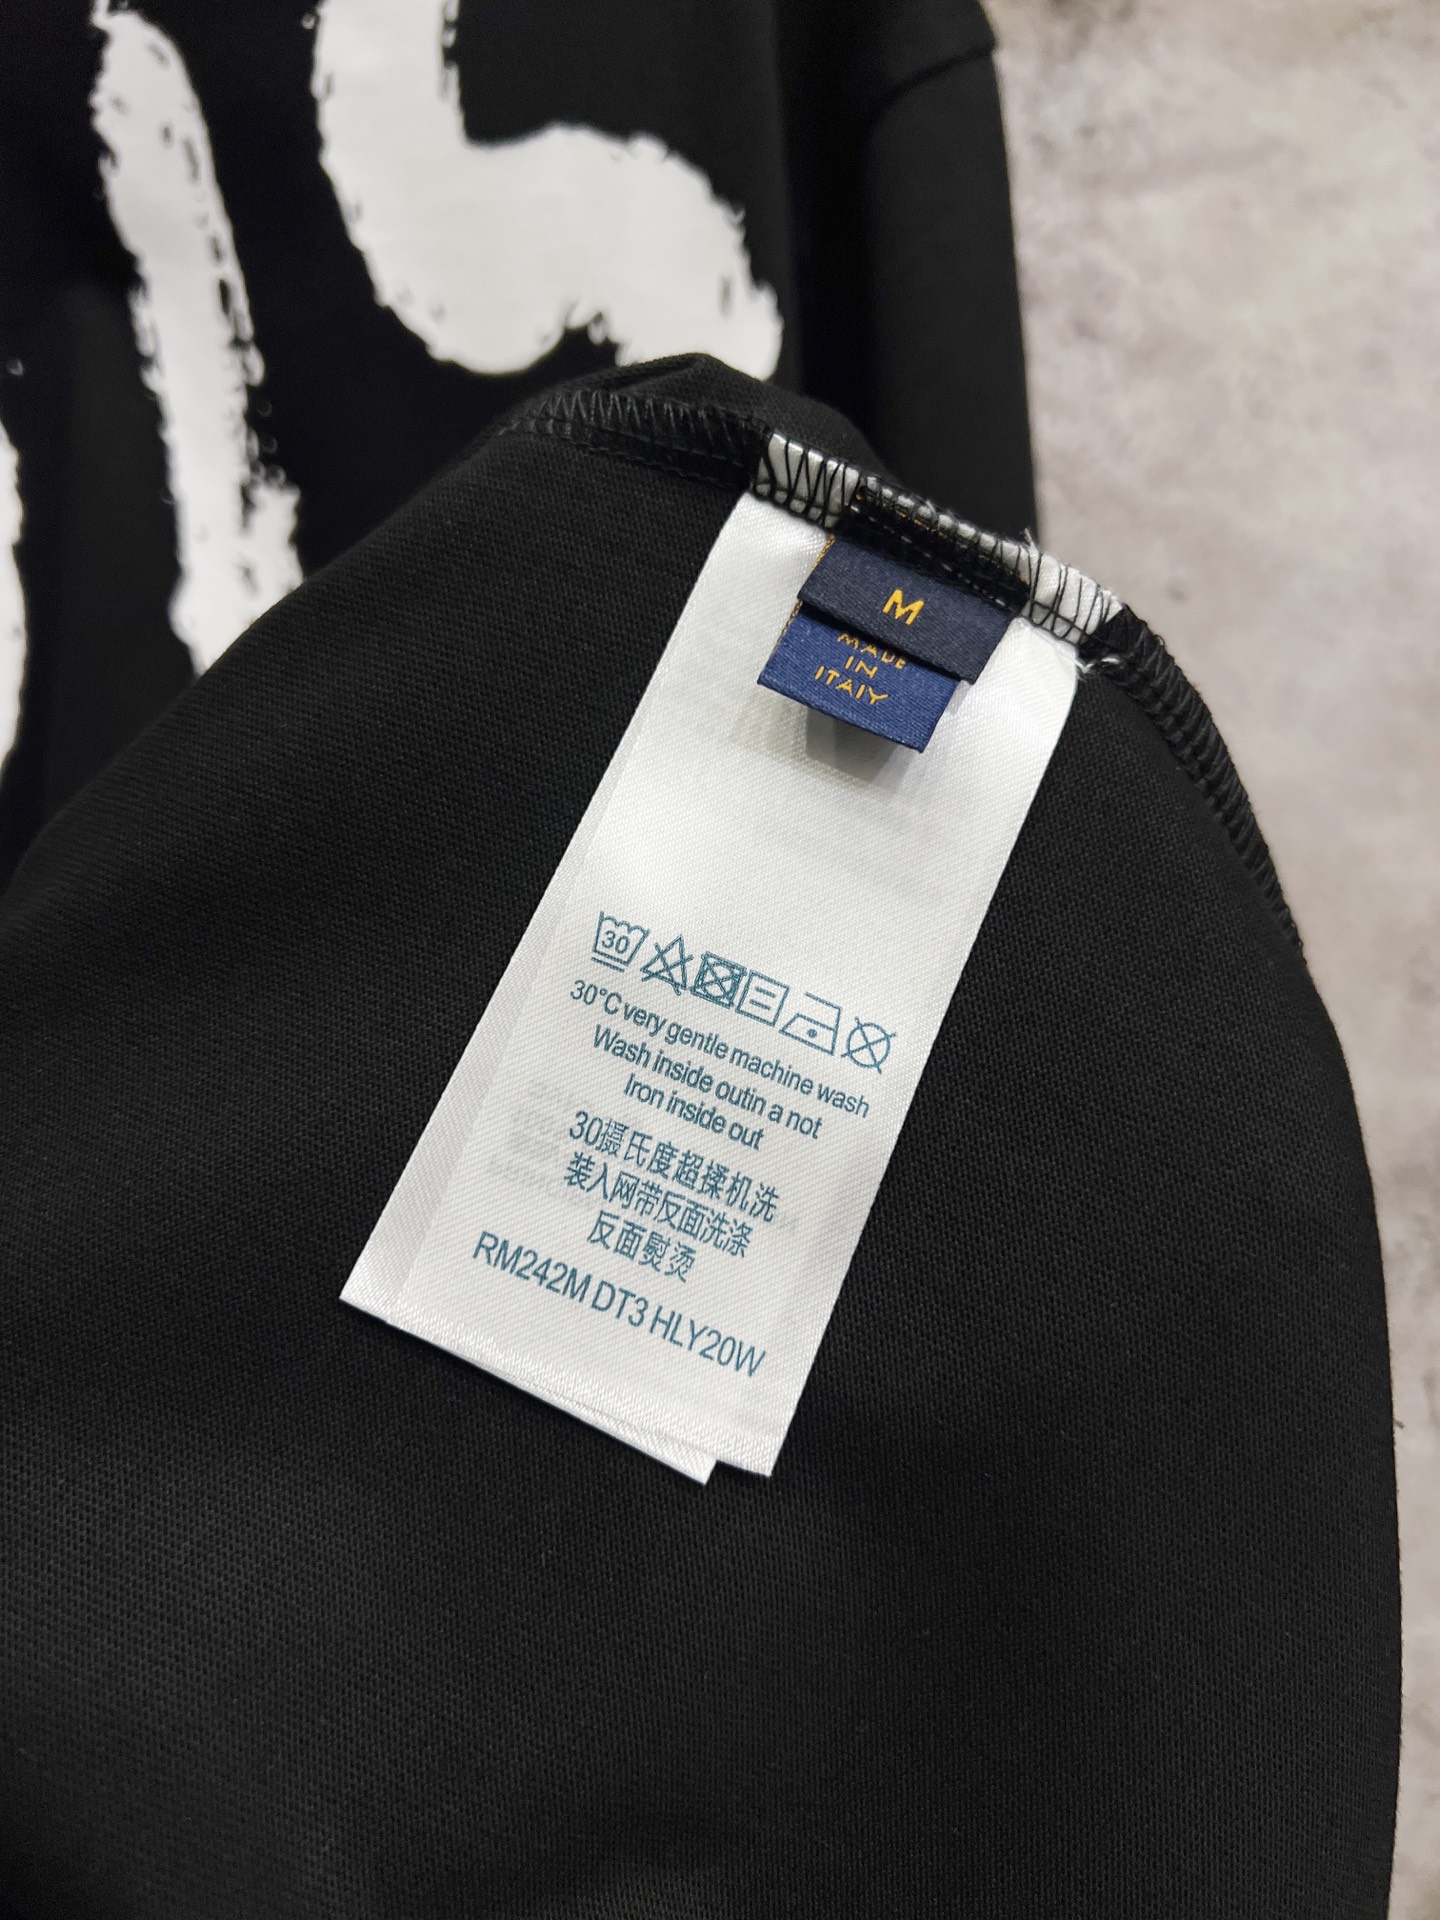 M
MADE
IN
ITAIY
30
30°C very gentle machine wash
Wash inside outin a not
Iron inside out
30摄氏度超揉机洗
装入网带反面洗涤
反面熨烫
RM242M DT3 HLY20W